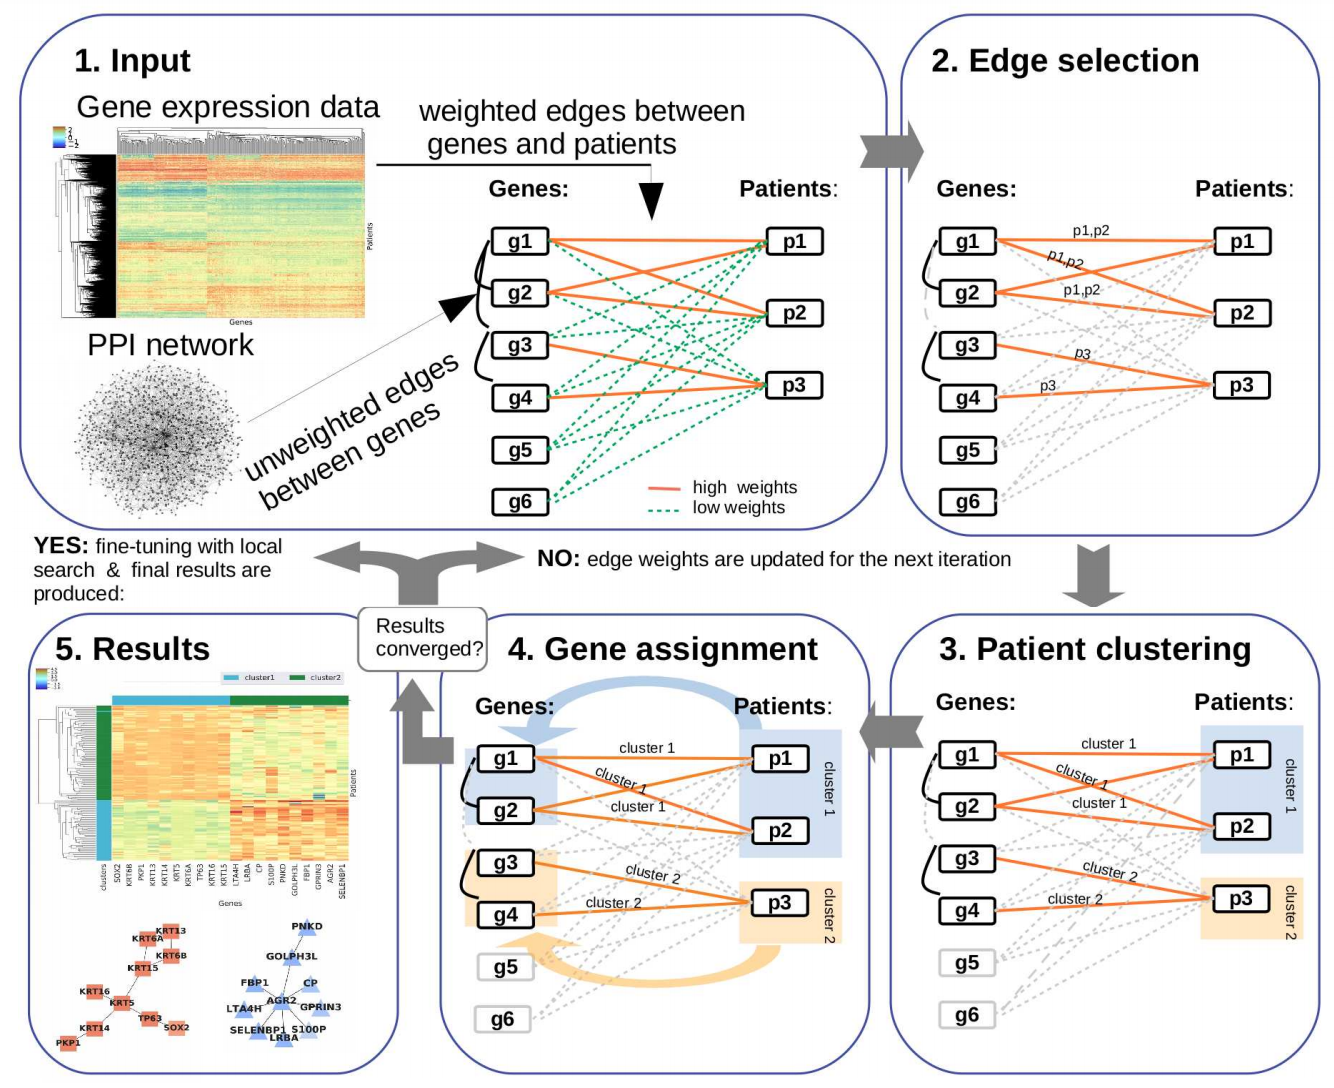 1. Input
Gene expression data
weighted edges between
genes and patients
Genes:
Patients:
Patients
Genes
g1
g2
g3
g4
g5
g6
p1
p2
p3
PPI network
unweighted edges
between genes
high weights
low weights
2. Edge selection
Genes:
Patients:
p1,p2
p1,p2
p1,p2
p3
p3
g1
g2
g3
g4
g5
g6
p1
p2
p3
YES: fine-tuning with local
search & final results are
produced:
NO: edge weights are updated for the next iteration
Results
converged?
3. Patient clustering
Genes:
Patients:
cluster 1
cluster 1
cluster 1
cluster 2
cluster 2
g1
g2
g3
g4
g5
g6
p1
p2
p3
cluster 1
cluster 2
4. Gene assignment
Genes:
Patients:
cluster 1
cluster 1
cluster 1
cluster 2
cluster 2
g1
g2
g3
g4
g5
g6
p1
p2
p3
cluster 1
cluster 2
5. Results
cluster1
cluster2
Patients
clusters
SOX2
KRT6B
PKP1
KRT13
KRT14
KRT5
KRT6A
TP63
KRT16
KRT15
LTA4H
LRBA
CP
S100P
PNKD
GOLPH3L
FBP1
GPRIN3
AGR2
SELENBP1
Genes
KRT13
KRT6A
KRT6B
KRT15
KRT16
KRT5
TP63
SOX2
KRT14
PKP1
PNKD
GOLPH3L
FBP1
CP
AGR2
LTA4H
GPRIN3
SELENBP1
S100P
LRBA